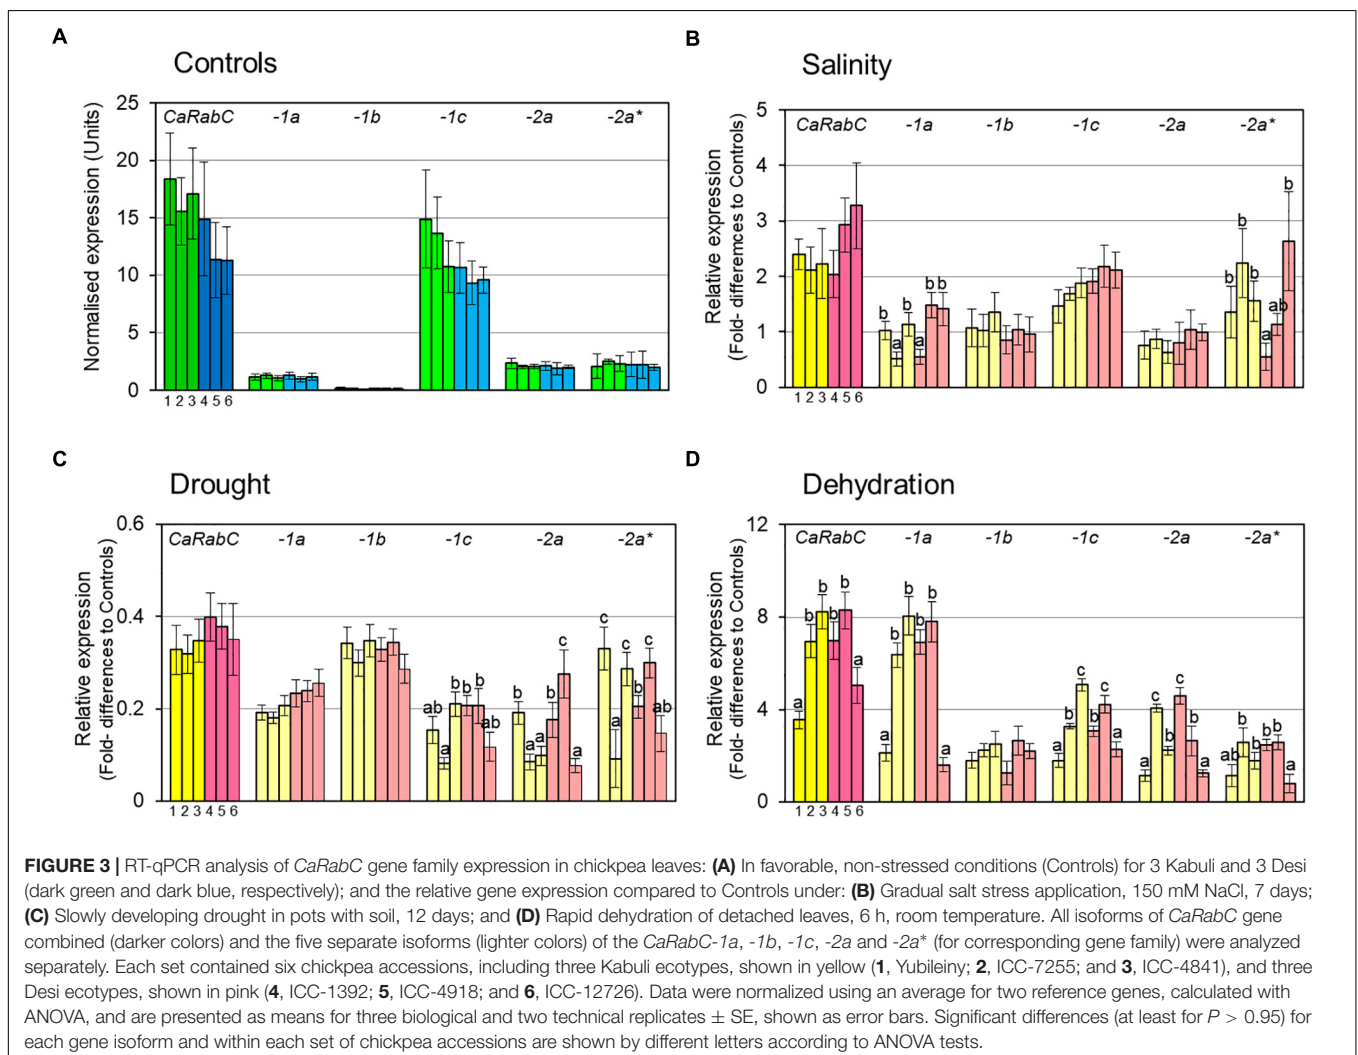 A
Controls
Normalised expression (Units)
25
20
15
10
5
0
CaRabC -1a -1b -1c -2a -2a*
1 2 3 4 5 6
B
Salinity
Relative expression
(Fold- differemces to Controls)
5
4
3
2
1
0
CaRabC -1a -1b -1c -2a -2a*
b a b a b b
b b b a ab b
1 2 3 4 5 6
C
Drought
Relative expression
(Fold- differences to Controls)
0.6
0.4
0.2
0
CaRabC -1a -1b -1c -2a -2a*
ab a b b b ab
b a a b c a
c a c b c ab
1 2 3 4 5 6
D
Dehydration
Relative expression
(Fold- differences to Controls)
12
8
4
0
CaRabC -1a -1b -1c -2a -2a*
a b b b b a
a b b b b a
a b c b c a
a c b c b a
ab b b a a a
1 2 3 4 5 6
FIGURE 3 | RT-qPCR analysis of CaRabC gene family expression in chickpea leaves: (A) In favorable, non-stressed conditions (Controls) for 3 Kabuli and 3 Desi
(dark green and dark blue, respectively); and the relative gene expression compared to Controls under: (B) Gradual salt stress application, 150 mM NaCl, 7 days;
(C) Slowly developing drought in pots with soil, 12 days; and (D) Rapid dehydration of detached leaves, 6 h, room temperature. All isoforms of CaRabC gene
combined (darker colors) and the five separate isoforms (lighter colors) of the CaRabC-1a, -1b, -1c, -2a and -2a* (for corresponding gene family) were analyzed
separately. Each set contained six chickpea accessions, including three Kabuli ecotypes, shown in yellow (1, Yubileiny; 2, ICC-7255; and 3, ICC-4841), and three
Desi ecotypes, shown in pink (4, ICC-1392; 5, ICC-4918; and 6, ICC-12726). Data were normalized using an average for two reference genes, calculated with
ANOVA, and are presented as means for three biological and two technical replicates ± SE, shown as error bars. Significant differences (at least for P > 0.95) for
each gene isoform and within each set of chickpea accessions are shown by different letters according to ANOVA tests.